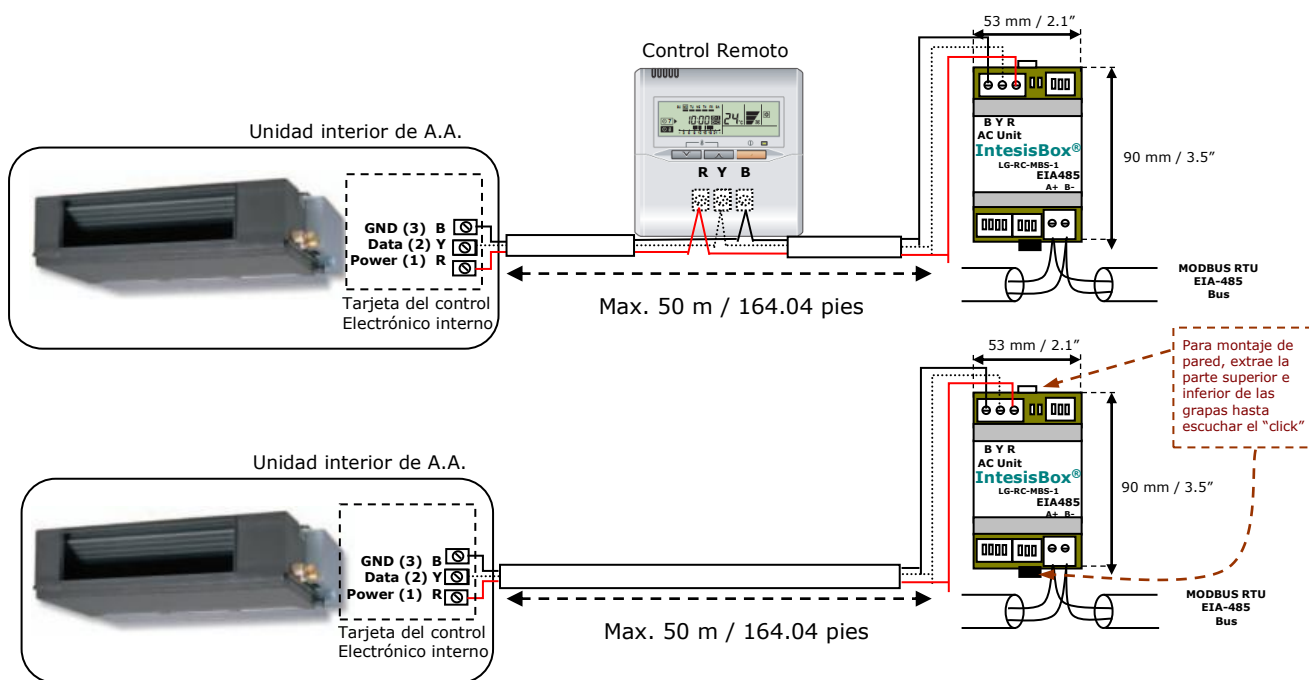 53 mm / 2.1”
Control Remoto
Unidad interior de A.A.
10:00
24°c
R Y B
B Y R
AC Unit
IntesisBox®
LG-RC-MBS-1
EIA485
A+ B-
90 mm / 3.5”
GND (3) B
Data (2) Y
Power (1) R
Tarjeta del control
Electrónico interno
Max. 50 m / 164.04 pies
MODBUS RTU
EIA-485
Bus
53 mm / 2.1”
Para montaje de
pared, extrae la
parte superior e
inferior de las
grapas hasta
escuchar el “click”
Unidad interior de A.A.
B Y R
AC Unit
IntesisBox®
LG-RC-MBS-1
EIA485
A+ B-
90 mm / 3.5”
GND (3) B
Data (2) Y
Power (1) R
Tarjeta del control
Electrónico interno
Max. 50 m / 164.04 pies
MODBUS RTU
EIA-485
Bus